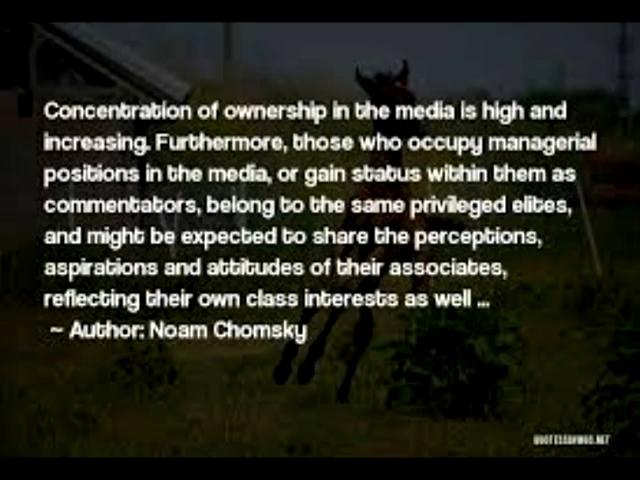 Concentration of ownership in the media is high and
increasing. Furthermore, those who occupy managerial
positions in the media, or gain status within them as
commentators, belong to the same privileged elites,
and might be expected to share the perceptions,
aspirations and attitudes of their associates,
reflecting their own class interests as well ...
~ Author: Noam Chomsky